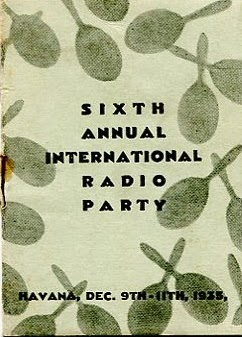 SIXTH
ANNUAL
INTERNATIONAL
RADIO
PARTY
HAVANA, DEC. 9TH-11TH, 1935,